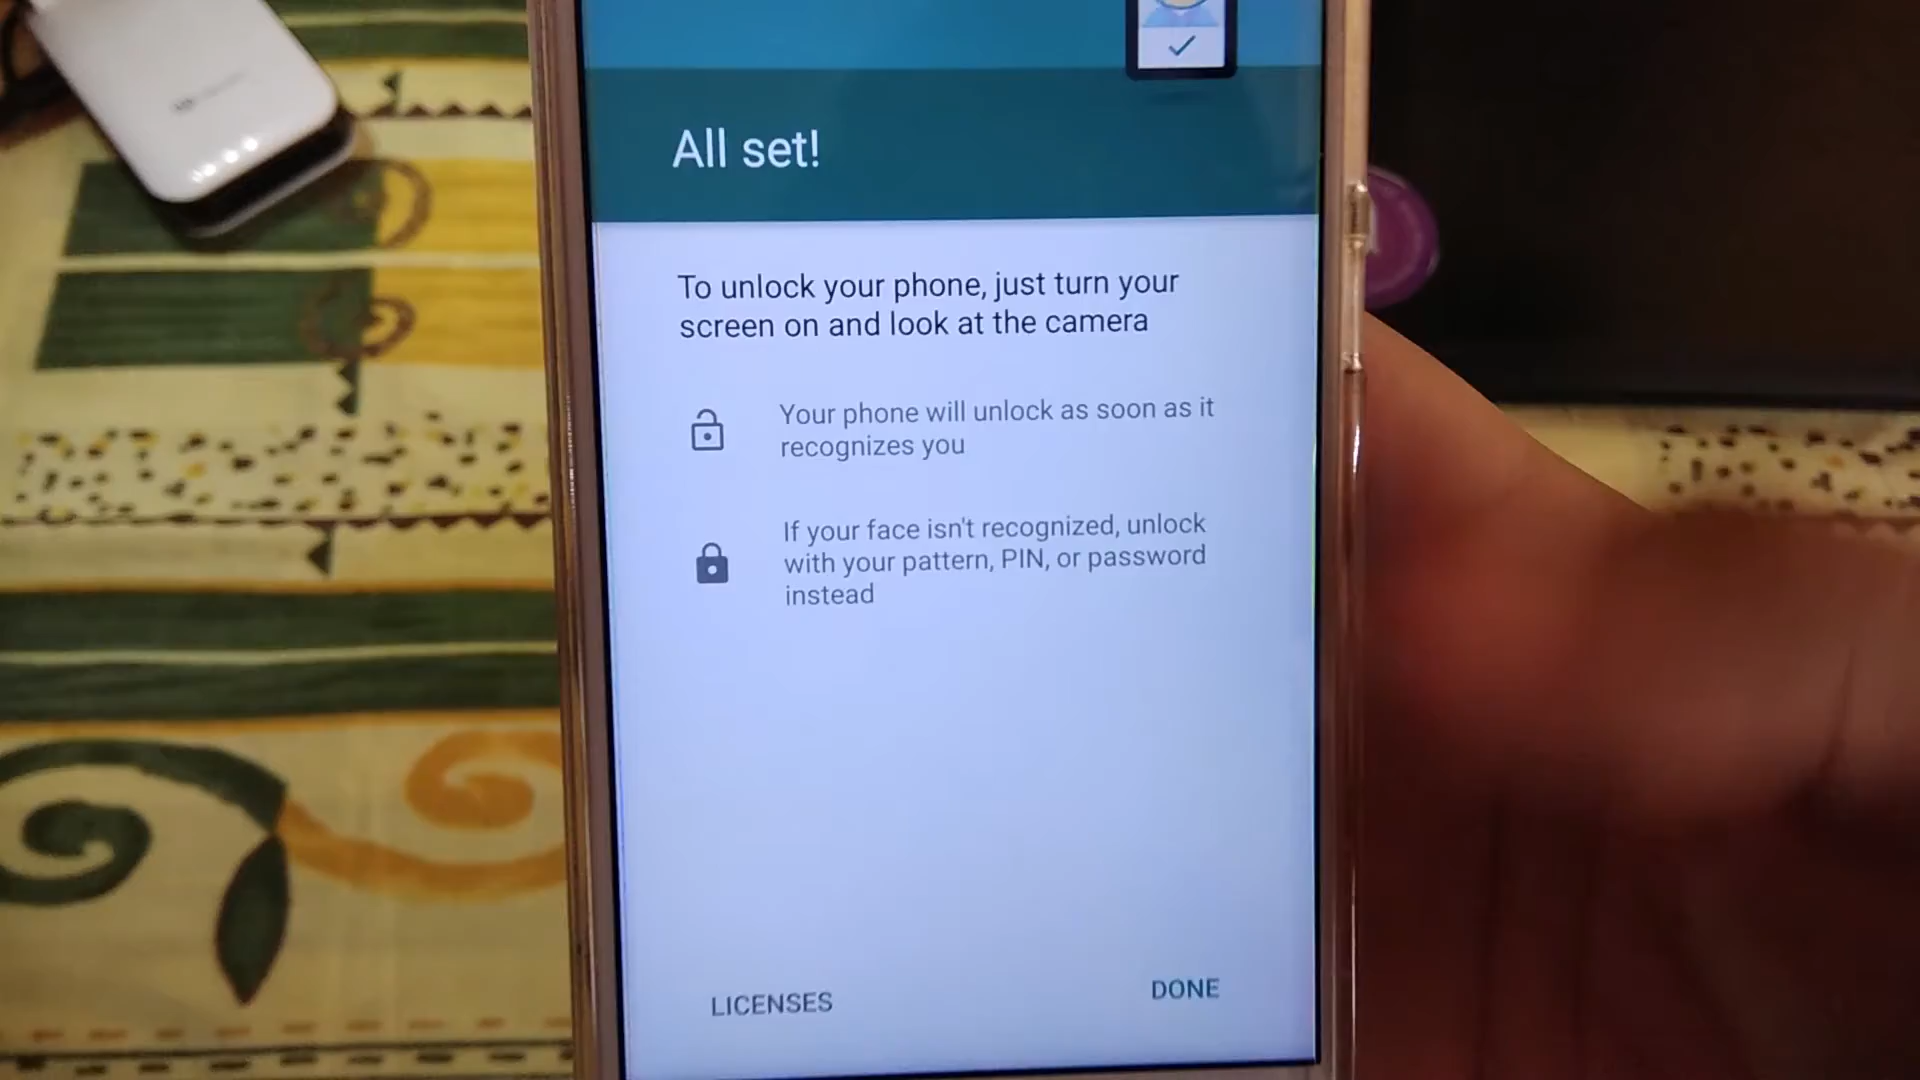 All set!
To unlock your phone, just turn your
screen on and look at the camera
Your phone will unlock as soon as it
recognizes you
If your face isn't recognized, unlock
with your pattern, PIN, or password
instead
LICENSES
DONE